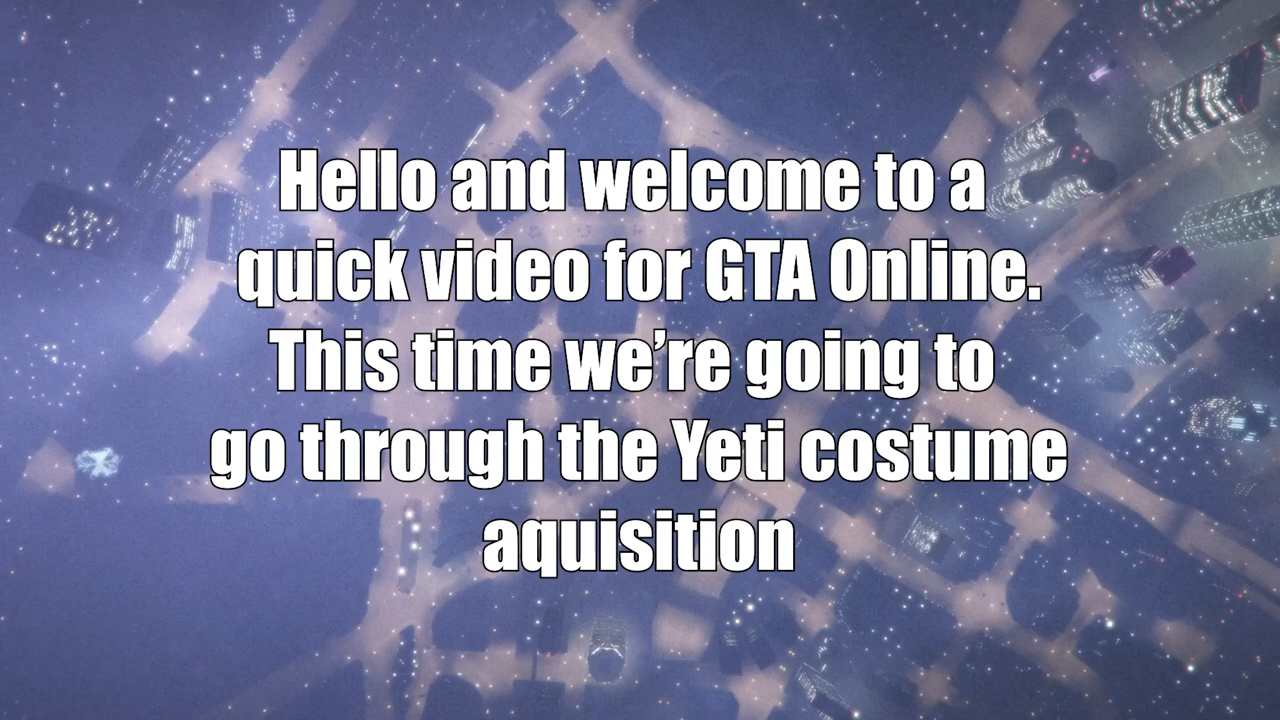 Hello and welcome to a
quick video for GTA Online.
This time we’re going to
go through the Yeti costume
aquisition